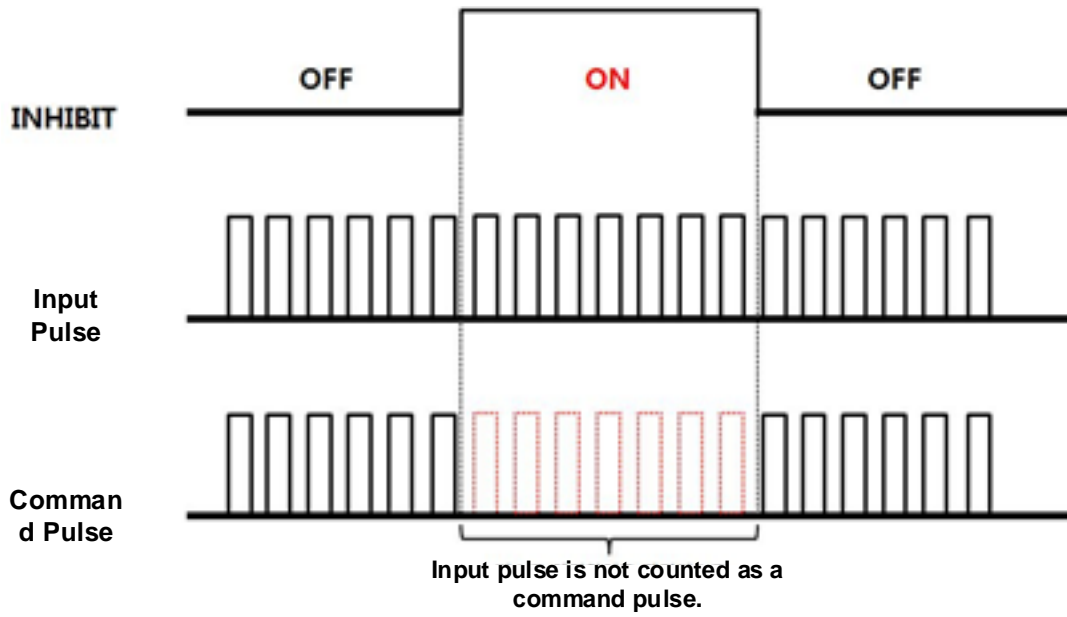 OFF
ON
OFF
INHIBIT
Input
Pulse
Comman
d Pulse
Input pulse is not counted as a
command pulse.